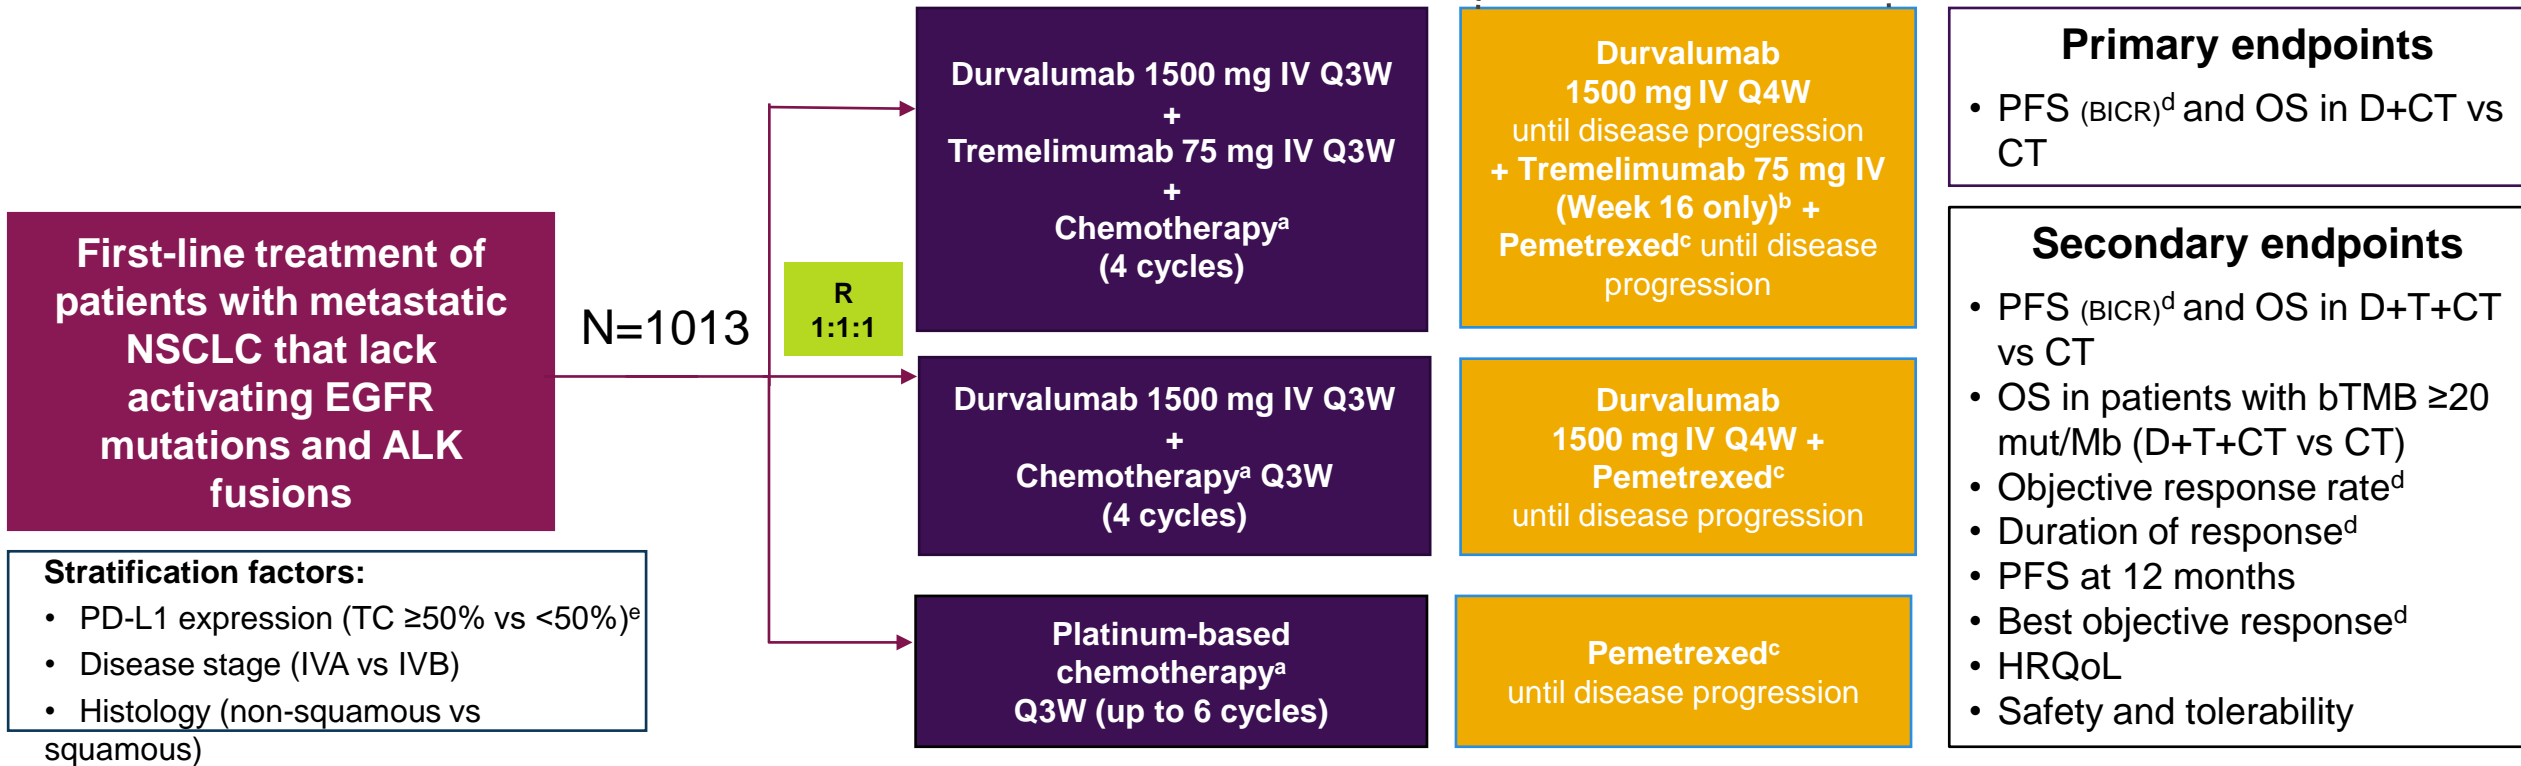 First-line treatment of
patients with metastatic
NSCLC that lack
activating EGFR
mutations and ALK
fusions
Stratification factors:
• PD-L1 expression (TC ≥50% vs <50%)ᵉ
• Disease stage (IVA vs IVB)
• Histology (non-squamous vs
squamous)
N=1013
R
1:1:1
Durvalumab 1500 mg IV Q3W
+
Tremelimumab 75 mg IV Q3W
+
Chemotherapyᵃ
(4 cycles)
Durvalumab
1500 mg IV Q4W
until disease progression
+ Tremelimumab 75 mg IV
(Week 16 only)ᵇ +
Pemetrexedᶜ until disease
progression
Durvalumab 1500 mg IV Q3W
+
Chemotherapyᵃ Q3W
(4 cycles)
Durvalumab
1500 mg IV Q4W +
Pemetrexedᶜ
until disease progression
Platinum-based
chemotherapyᵃ
Q3W (up to 6 cycles)
Pemetrexedᶜ
until disease progression
Primary endpoints
• PFS (BICR)ᵈ and OS in D+CT vs
CT
Secondary endpoints
• PFS (BICR)ᵈ and OS in D+T+CT
vs CT
• OS in patients with bTMB ≥20
mut/Mb (D+T+CT vs CT)
• Objective response rateᵈ
• Duration of responseᵈ
• PFS at 12 months
• Best objective responseᵈ
• HRQoL
• Safety and tolerability